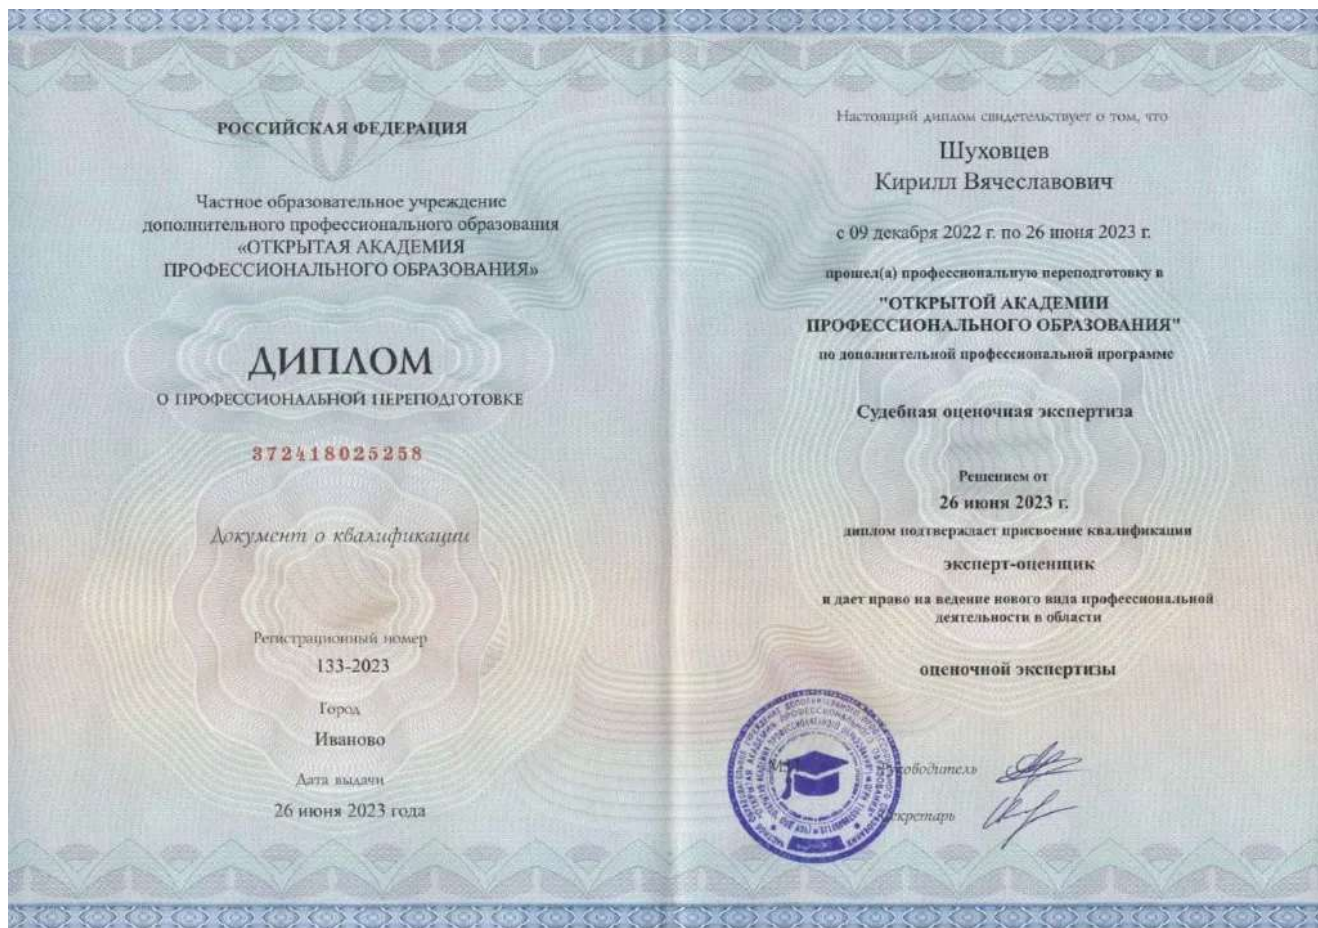 РОССИЙСКАЯ ФЕДЕРАЦИЯ
Частное образовательное учреждение
дополнительного профессионального образования
«ОТКРЫТАЯ АКАДЕМИЯ
ПРОФЕССИОНАЛЬНОГО ОБРАЗОВАНИЯ»
ДИПЛОМ
О ПРОФЕССИОНАЛЬНОЙ ПЕРЕПОДГОТОВКЕ
372418025258
Документ о квалификации
Регистрационный номер
133-2023
Город
Иваново
Дата выдачи
26 июня 2023 года
Настоящий диплом свидетельствует о том, что
Шуховцев
Кирилл Вячеславович
с 09 декабря 2022 г. по 26 июня 2023 г.
прошел(а) профессиональную переподготовку в
"ОТКРЫТОЙ АКАДЕМИИ
ПРОФЕССИОНАЛЬНОГО ОБРАЗОВАНИЯ"
по дополнительной профессиональной программе
Судебная оценочная экспертиза
Решением от
26 июня 2023 г.
диплом подтверждает присвоение квалификации
эксперт-оценщик
и дает право на ведение нового вида профессиональной
деятельности в области
оценочной экспертизы
Руководитель
Секретарь